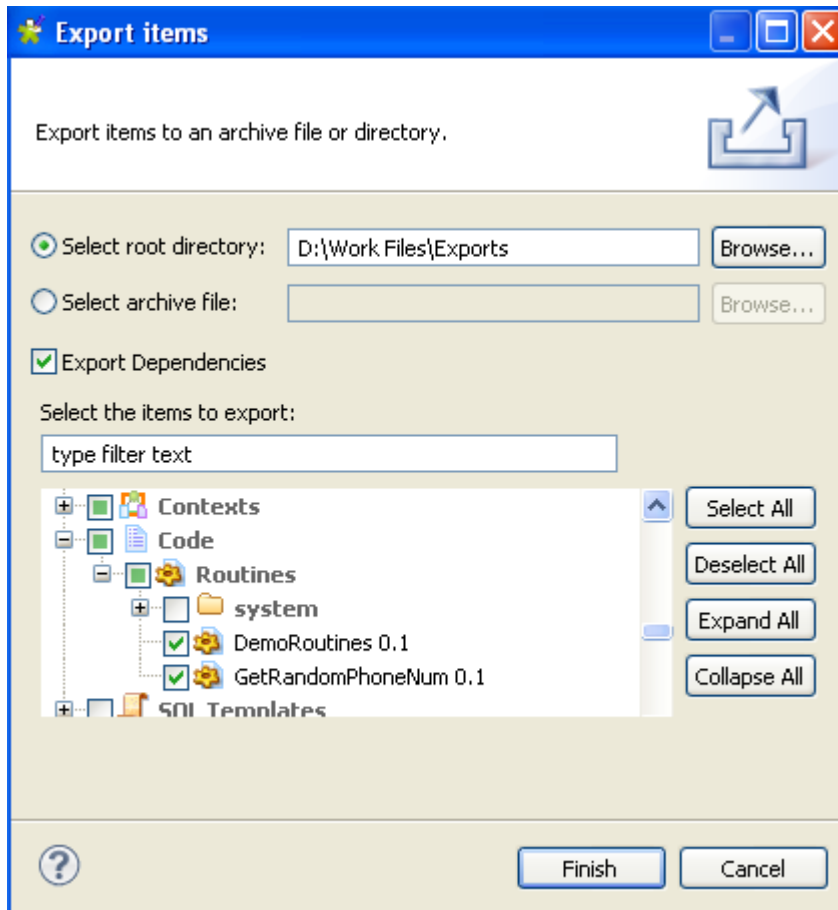 Export items
Export items to an archive file or directory.
Select root directory: D:\Work Files\Exports Browse...
Select archive file: Browse...
Export Dependencies
Select the items to export:
type filter text
Contexts
Code
Routines
system
DemoRoutines 0.1
GetRandomPhoneNum 0.1
SQL Templates
Select All
Deselect All
Expand All
Collapse All
?
Finish Cancel